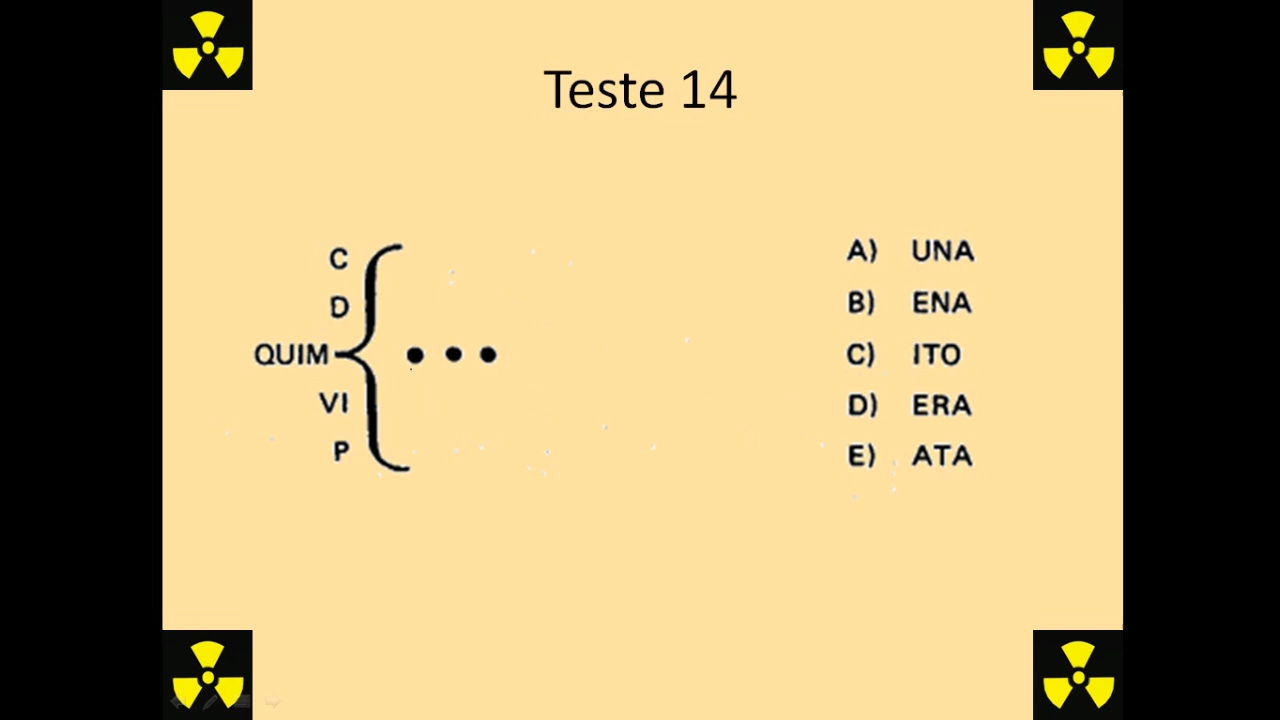 Teste 14
C
D
QUIM
VI
P
A) UNA
B) ENA
C) ITO
D) ERA
E) ATA